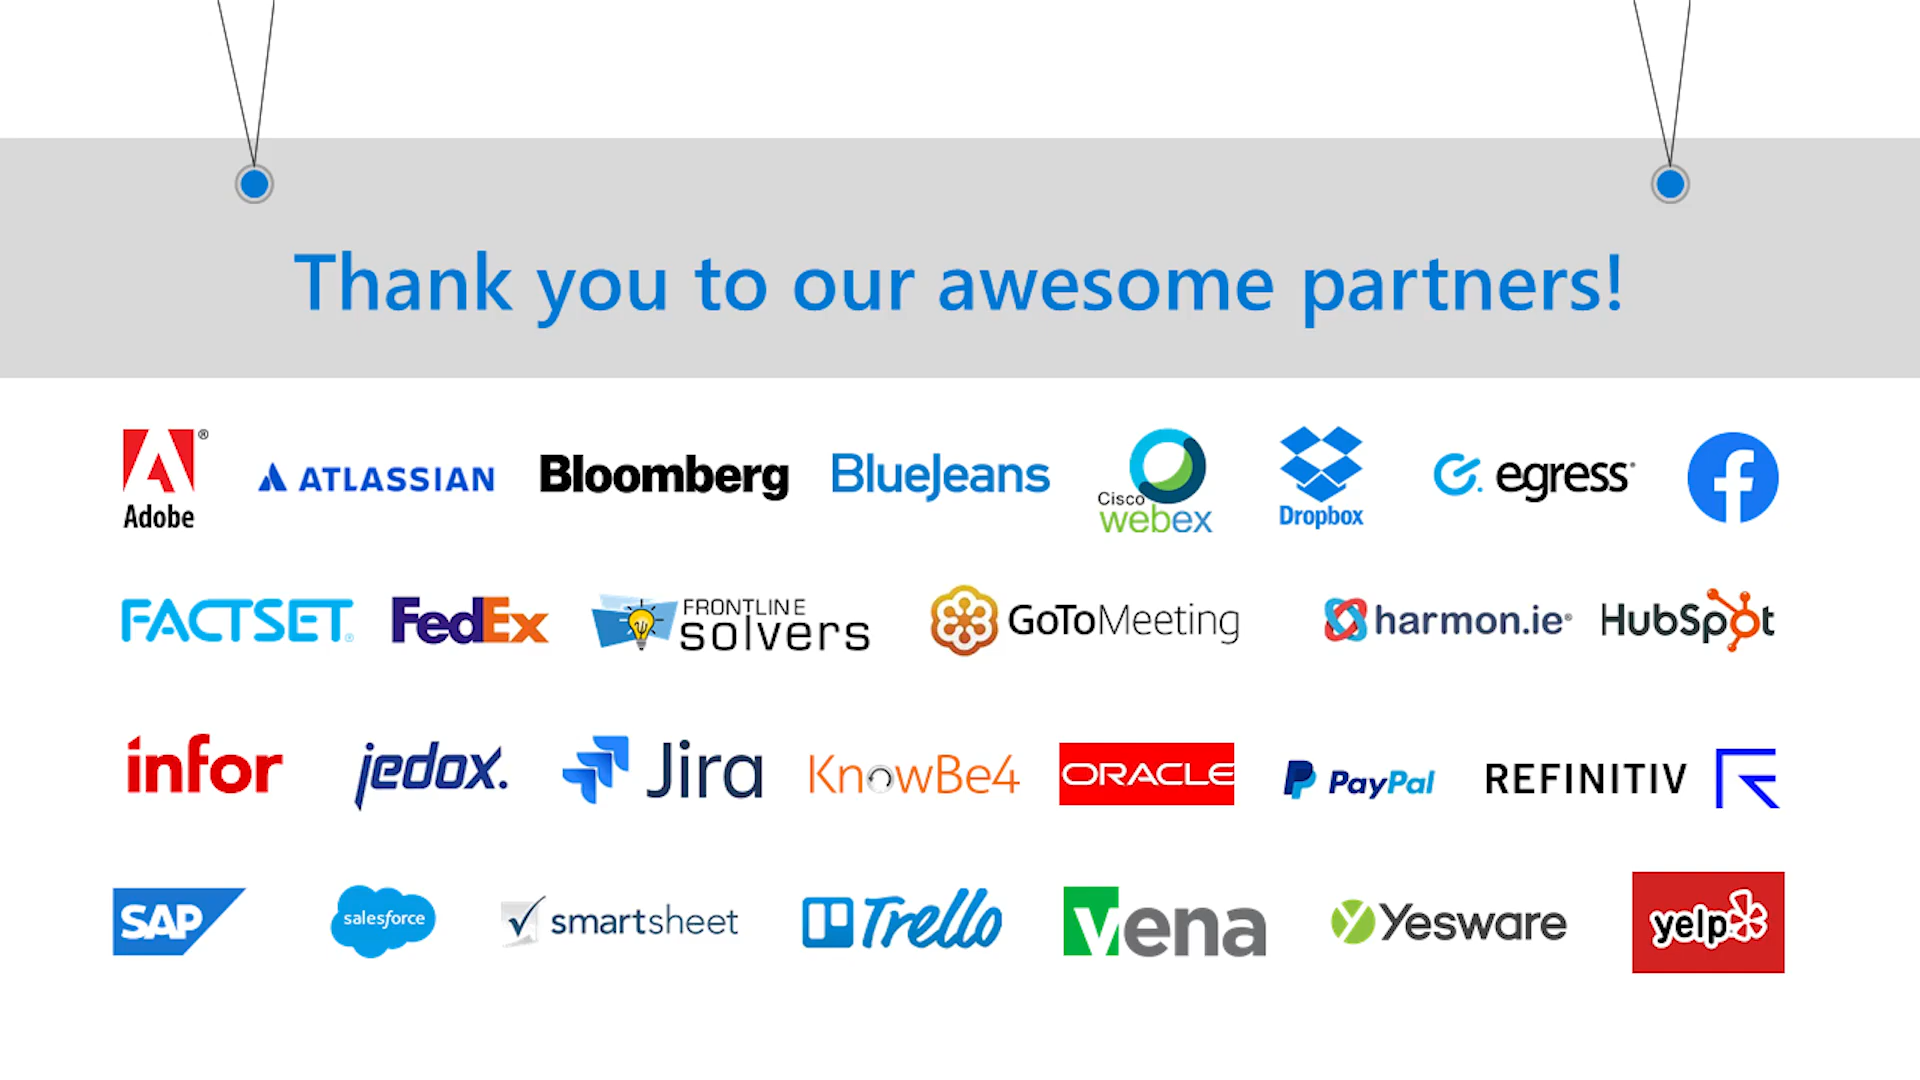 Thank you to our awesome partners!
Adobe®
ATLASSIAN
Bloomberg
BlueJeans
Cisco
webex
Dropbox
egress®
f
FACTSET®
FedEx
FRONTLINE
solvers
GoToMeeting
harmon.ie®
HubSpot
infor
jedox.
Jira
KnowBe4
ORACLE
PayPal
REFINITIV
SAP
salesforce
smartsheet
Trello
vena
Yesware
yelp